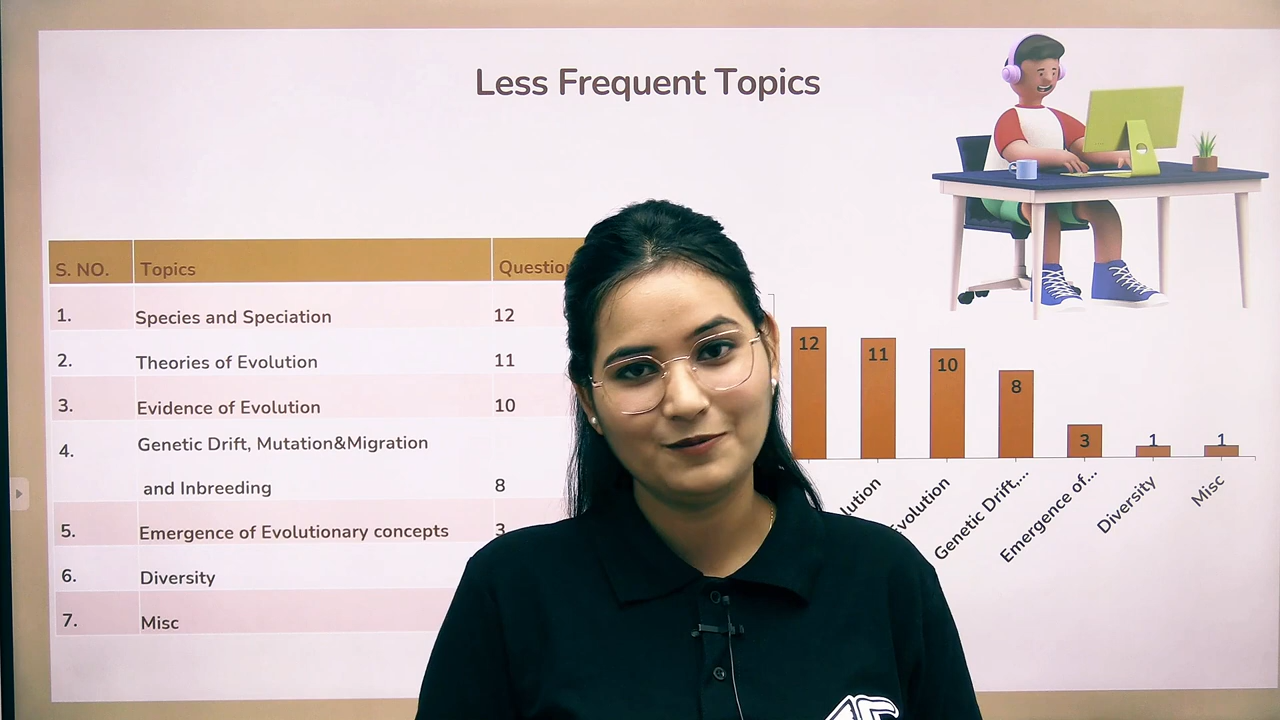 Less Frequent Topics
S. NO. Topics
1. Species and Speciation 12
2. Theories of Evolution 11
3. Evidence of Evolution 10
4. Genetic Drift, Mutation&Migration
and Inbreeding 8
5. Emergence of Evolutionary concepts 3
6. Diversity
7. Misc
12
11
10
8
3
1
1
Genetic Drift,...
Emergence of...
Diversity
Misc